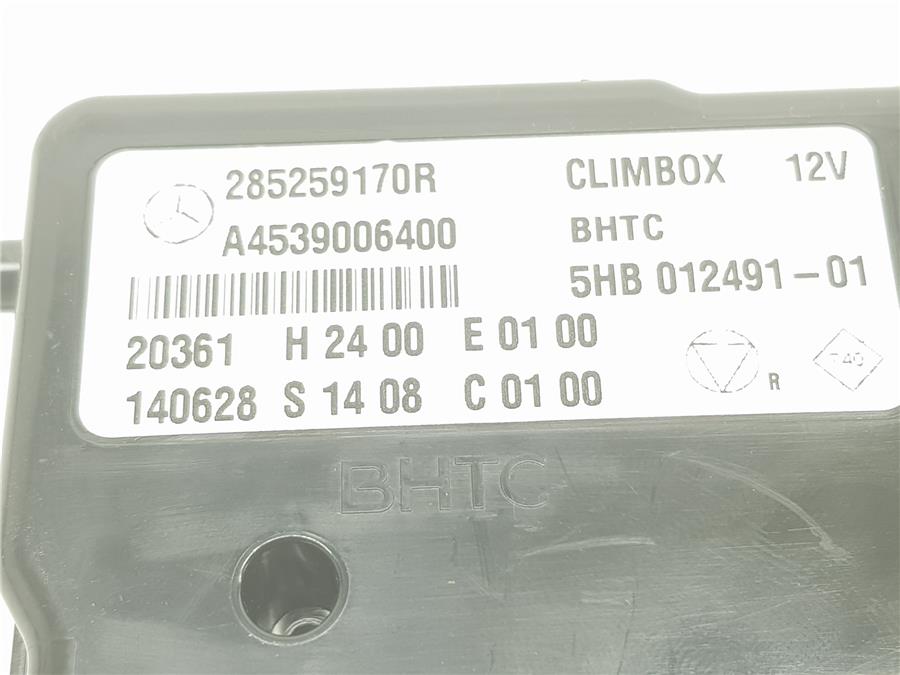 285259170R CLIMBOX 12V
A4539006400 BHTC
5HB 012491-01
20361 H 24 00 E 01 00
140628 S 14 08 C 01 00
R
BHTC